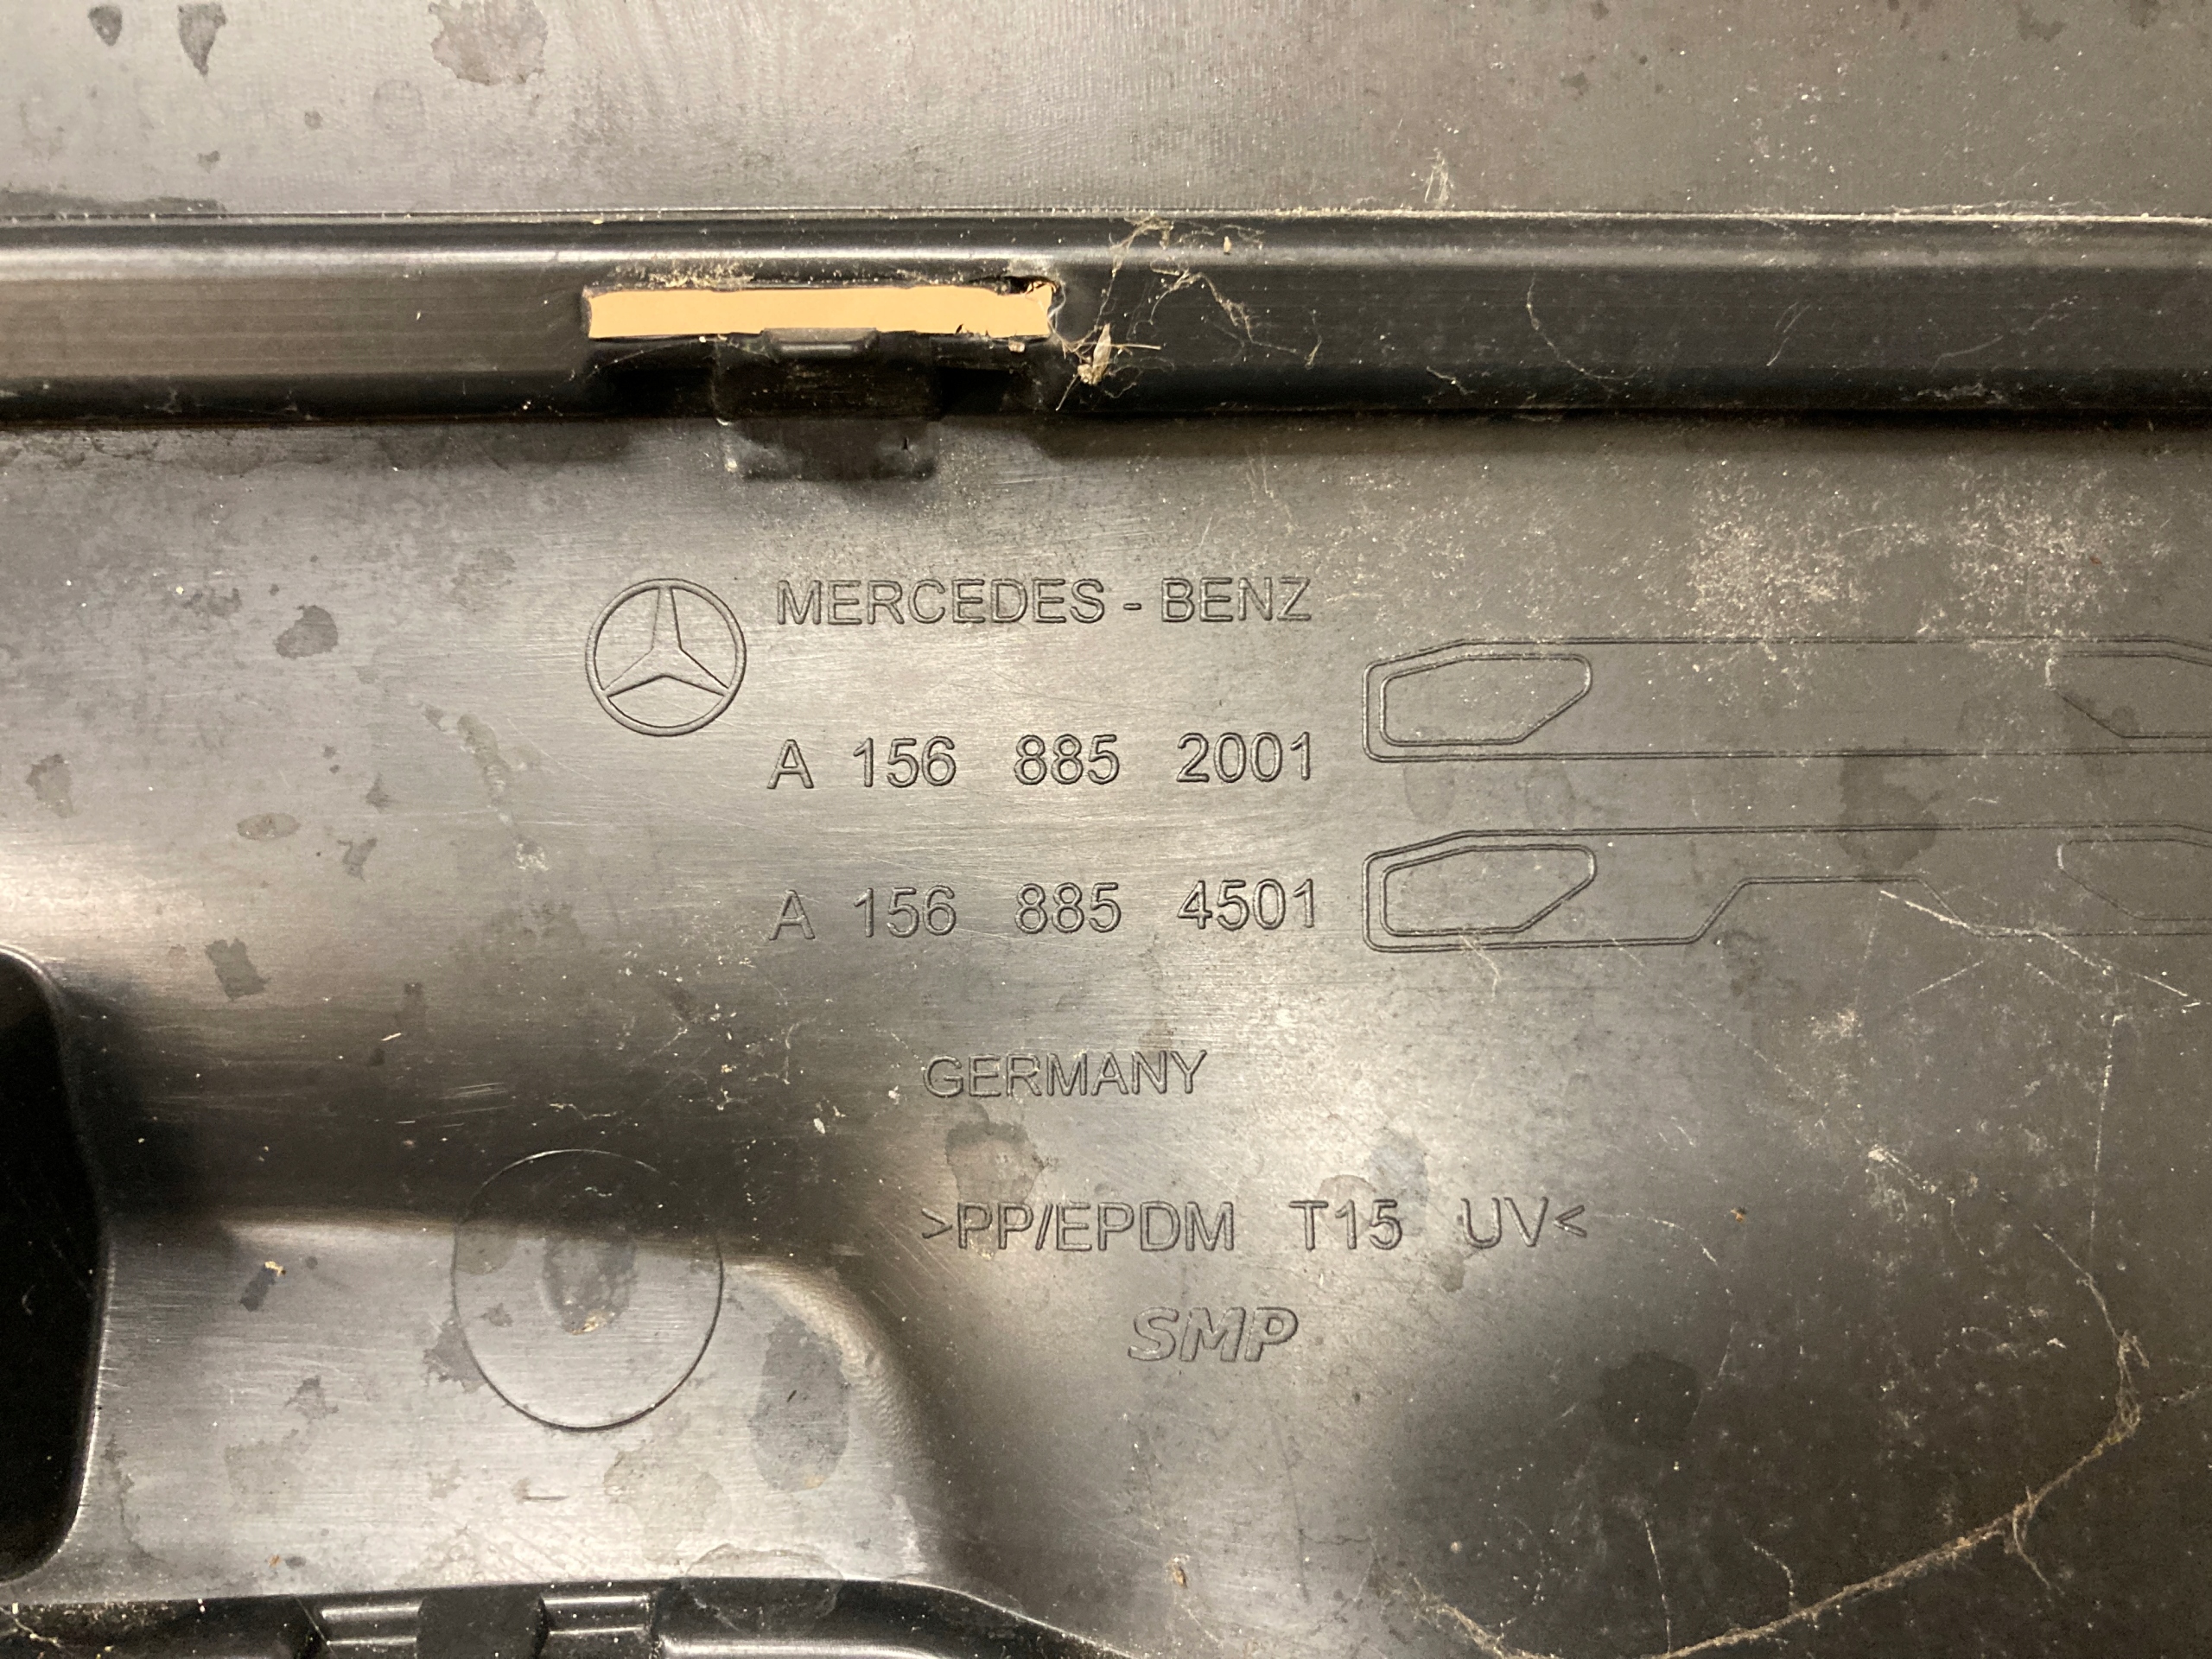 MERCEDES - BENZ
A 156 885 2001
A 156 885 4501
GERMANY
>PP/EPDM T15 UV<
SMP